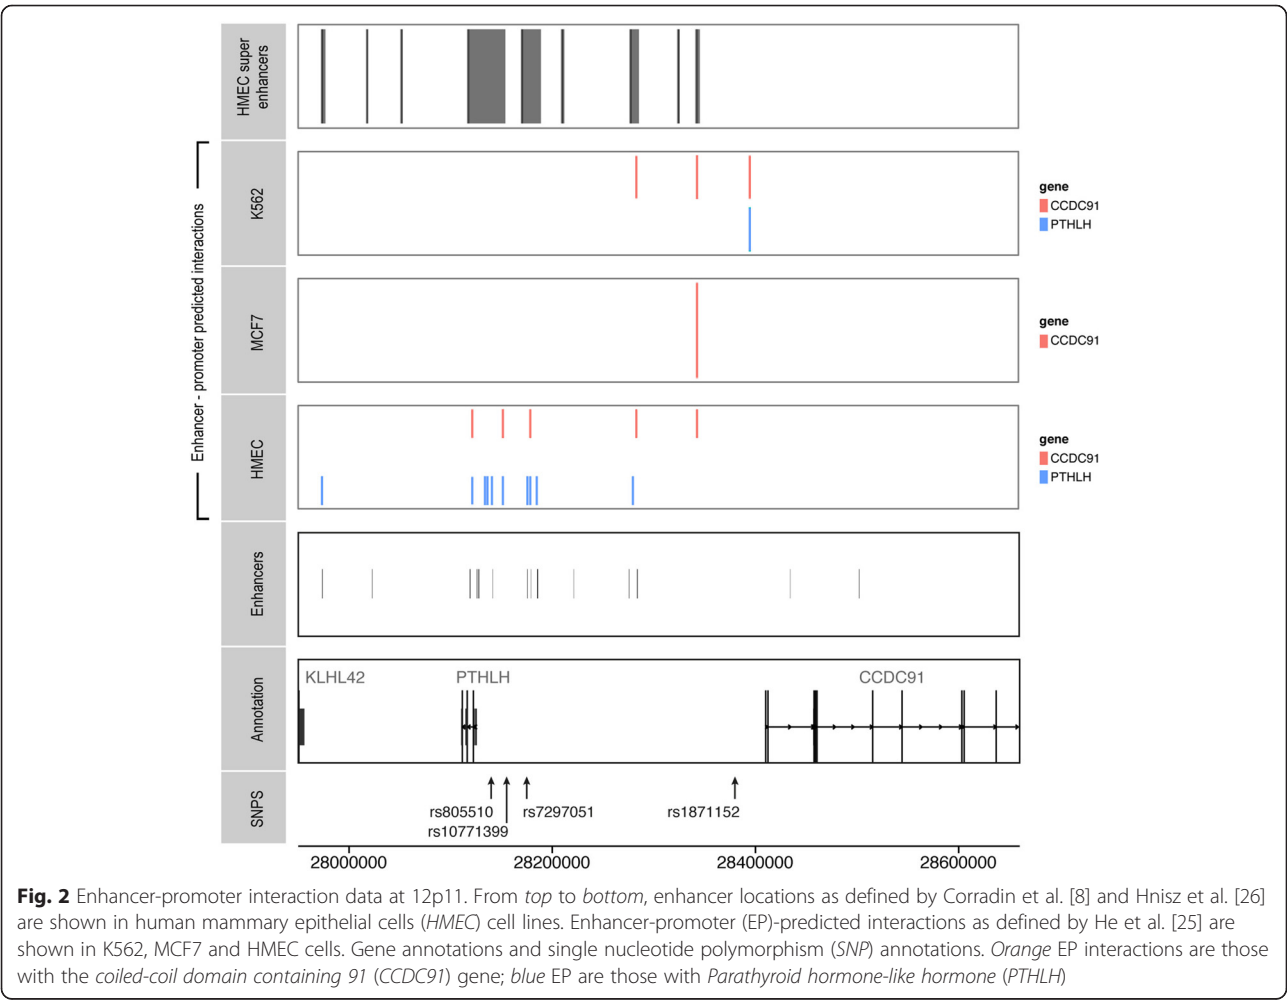 HMEC super
enhancers
Enhancer - promoter predicted interactions
K562
gene
CCDC91
PTHLH
MCF7
gene
CCDC91
HMEC
gene
CCDC91
PTHLH
Enhancers
Annotation
KLHL42 PTHLH CCDC91
SNPS
rs805510 rs7297051 rs1871152
rs10771399
28000000 28200000 28400000 28600000
Fig. 2 Enhancer-promoter interaction data at 12p11. From top to bottom, enhancer locations as defined by Corradin et al. [8] and Hnisz et al. [26]
are shown in human mammary epithelial cells (HMEC) cell lines. Enhancer-promoter (EP)-predicted interactions as defined by He et al. [25] are
shown in K562, MCF7 and HMEC cells. Gene annotations and single nucleotide polymorphism (SNP) annotations. Orange EP interactions are those
with the coiled-coil domain containing 91 (CCDC91) gene; blue EP are those with Parathyroid hormone-like hormone (PTHLH)